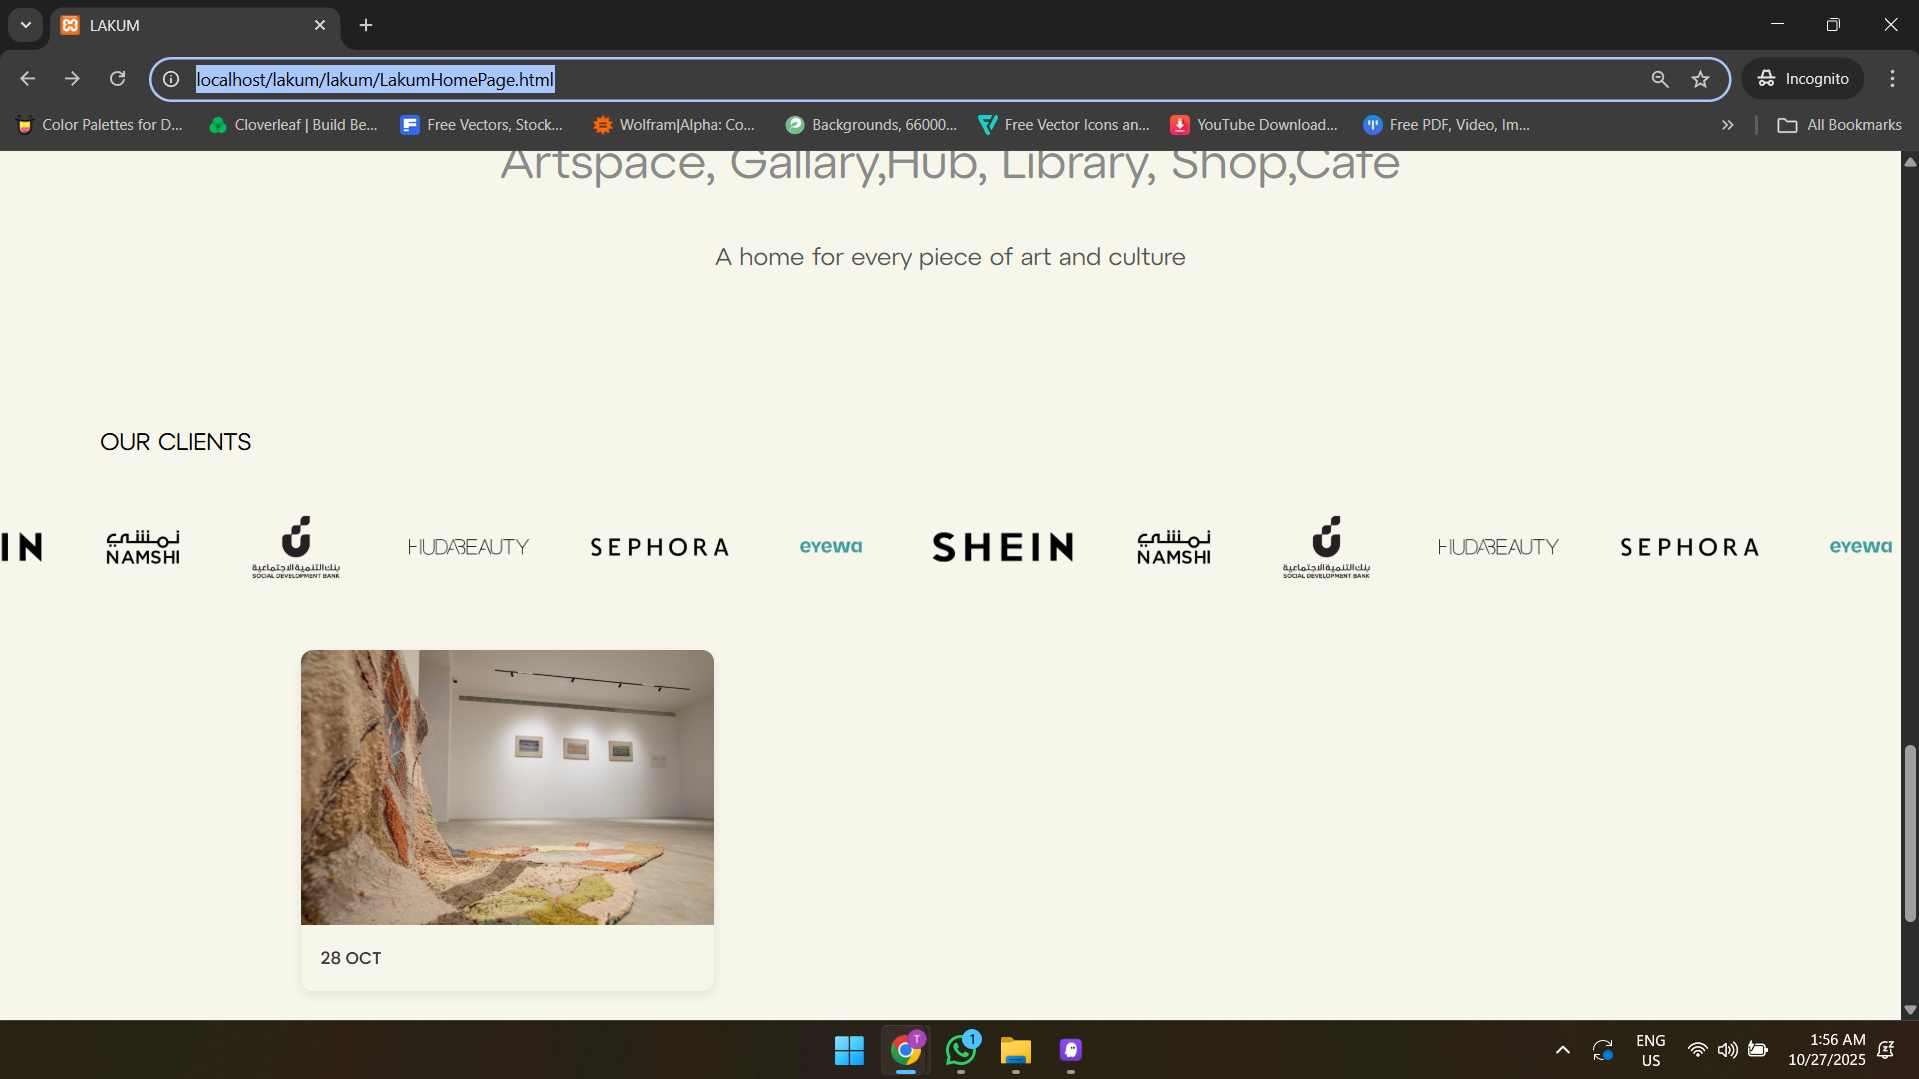 LAKUM
localhost/lakum/lakum/LakumHomePage.html
Incognito
Color Palettes for D...
Cloverleaf | Build Be...
Free Vectors, Stock...
Wolfram|Alpha: Co...
Backgrounds, 66000...
Free Vector Icons an...
YouTube Download...
Free PDF, Video, Im...
All Bookmarks
Artspace, Gallary,Hub, Library, Shop,Cafe
A home for every piece of art and culture
OUR CLIENTS
IN
نمشي
NAMSHI
بنك التنمية الاجتماعية
SOCIAL DEVELOPMENT BANK
HUDABEAUTY
SEPHORA
eyewa
SHEIN
نمشي
NAMSHI
بنك التنمية الاجتماعية
SOCIAL DEVELOPMENT BANK
HUDABEAUTY
SEPHORA
eyewa
28 OCT
T
1
ENG
US
1:56 AM
10/27/2025